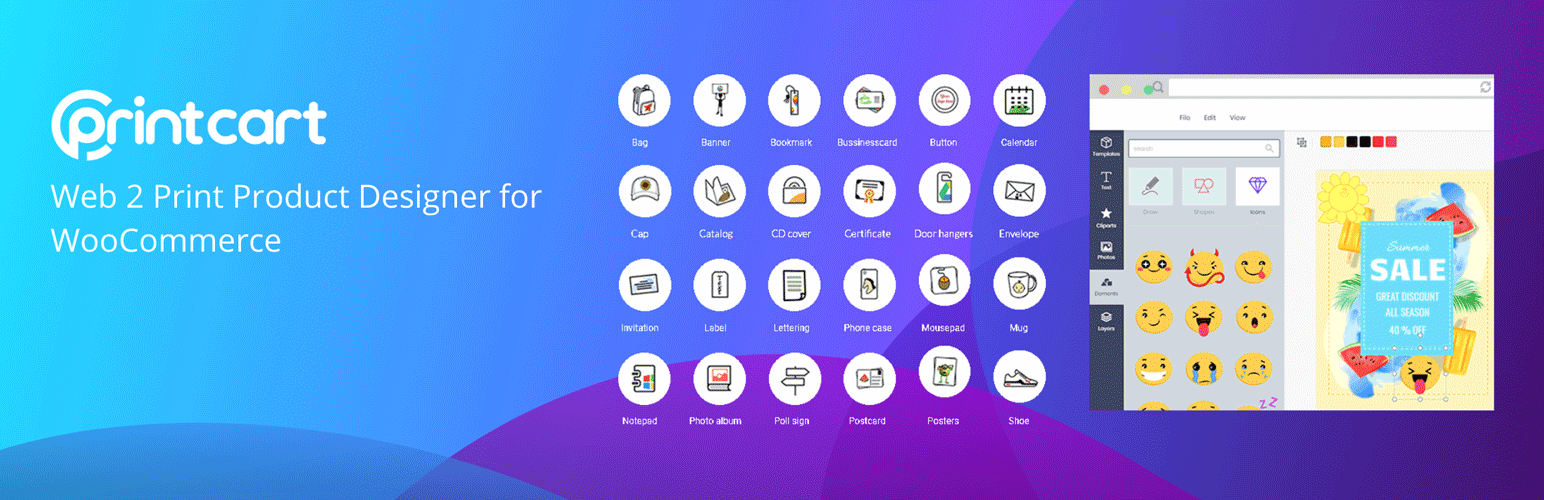 Printcart
Web 2 Print Product Designer for
WooCommerce
Bag
Banner
Bookmark
Bussinesscard
Button
Calendar
Cap
Catalog
CD cover
Certificate
Door hangers
Envelope
Invitation
Label
Lettering
Phone case
Mousepad
Mug
Notepad
Photo album
Poll sign
Postcard
Posters
Shoe
File Edit View
Templates
Text
Cliparts
Photos
Elements
Layers
search
Draw
Shapes
Icons
Summer
SALE
GREAT DISCOUNT
ALL SEASON
40 % OFF
ZZ